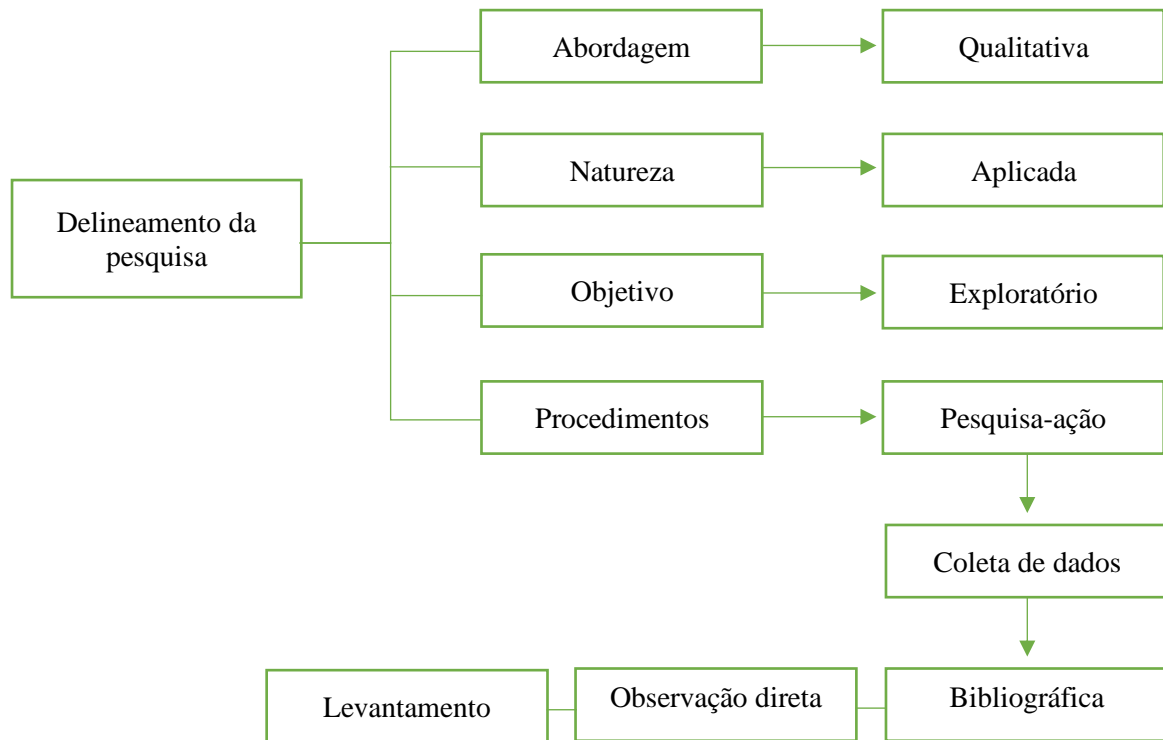 Abordagem
Qualitativa
Natureza
Aplicada
Delineamento da
pesquisa
Objetivo
Exploratório
Procedimentos
Pesquisa-ação
Coleta de dados
Levantamento
Observação direta
Bibliográfica